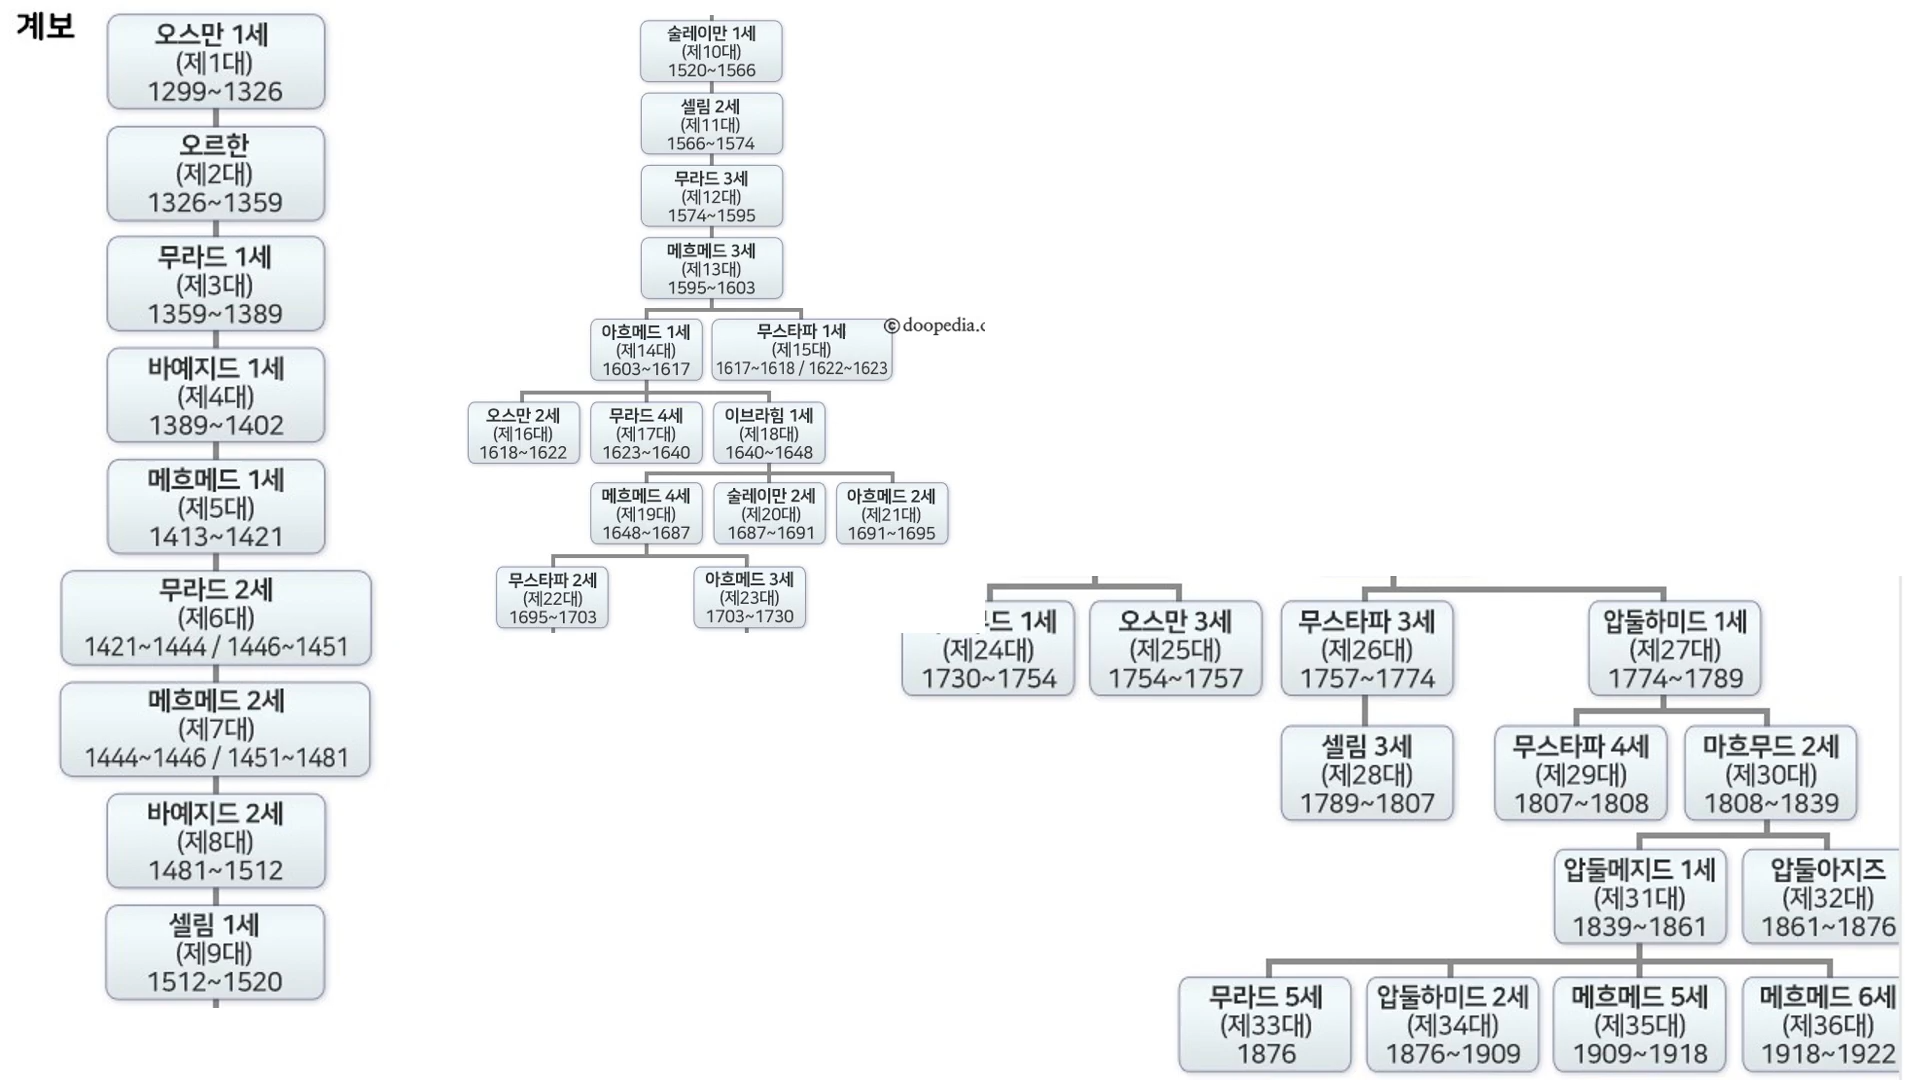 계보
오스만 1세
(제1대)
1299~1326
오르한
(제2대)
1326~1359
무라드 1세
(제3대)
1359~1389
바예지드 1세
(제4대)
1389~1402
메흐메드 1세
(제5대)
1413~1421
무라드 2세
(제6대)
1421~1444 / 1446~1451
메흐메드 2세
(제7대)
1444~1446 / 1451~1481
바예지드 2세
(제8대)
1481~1512
셀림 1세
(제9대)
1512~1520
술레이만 1세
(제10대)
1520~1566
셀림 2세
(제11대)
1566~1574
무라드 3세
(제12대)
1574~1595
메흐메드 3세
(제13대)
1595~1603
아흐메드 1세
(제14대)
1603~1617
무스타파 1세
(제15대)
1617~1618 / 1622~1623
ⓒ doopedia.c
오스만 2세
(제16대)
1618~1622
무라드 4세
(제17대)
1623~1640
이브라힘 1세
(제18대)
1640~1648
메흐메드 4세
(제19대)
1648~1687
술레이만 2세
(제20대)
1687~1691
아흐메드 2세
(제21대)
1691~1695
무스타파 2세
(제22대)
1695~1703
아흐메드 3세
(제23대)
1703~1730
드 1세
(제24대)
1730~1754
오스만 3세
(제25대)
1754~1757
무스타파 3세
(제26대)
1757~1774
압둘하미드 1세
(제27대)
1774~1789
셀림 3세
(제28대)
1789~1807
무스타파 4세
(제29대)
1807~1808
마흐무드 2세
(제30대)
1808~1839
압둘메지드 1세
(제31대)
1839~1861
압둘아지즈
(제32대)
1861~1876
무라드 5세
(제33대)
1876
압둘하미드 2세
(제34대)
1876~1909
메흐메드 5세
(제35대)
1909~1918
메흐메드 6세
(제36대)
1918~1922